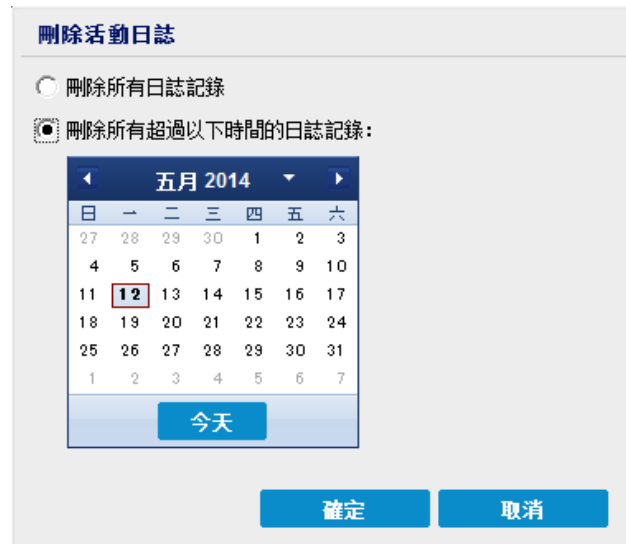 刪除活動日誌
刪除所有日誌記錄
刪除所有超過以下時間的日誌記錄：
五月 2014
日 一 二 三 四 五 六
27 28 29 30 1 2 3
4 5 6 7 8 9 10
11 12 13 14 15 16 17
18 19 20 21 22 23 24
25 26 27 28 29 30 31
1 2 3 4 5 6 7
今天
確定 取消